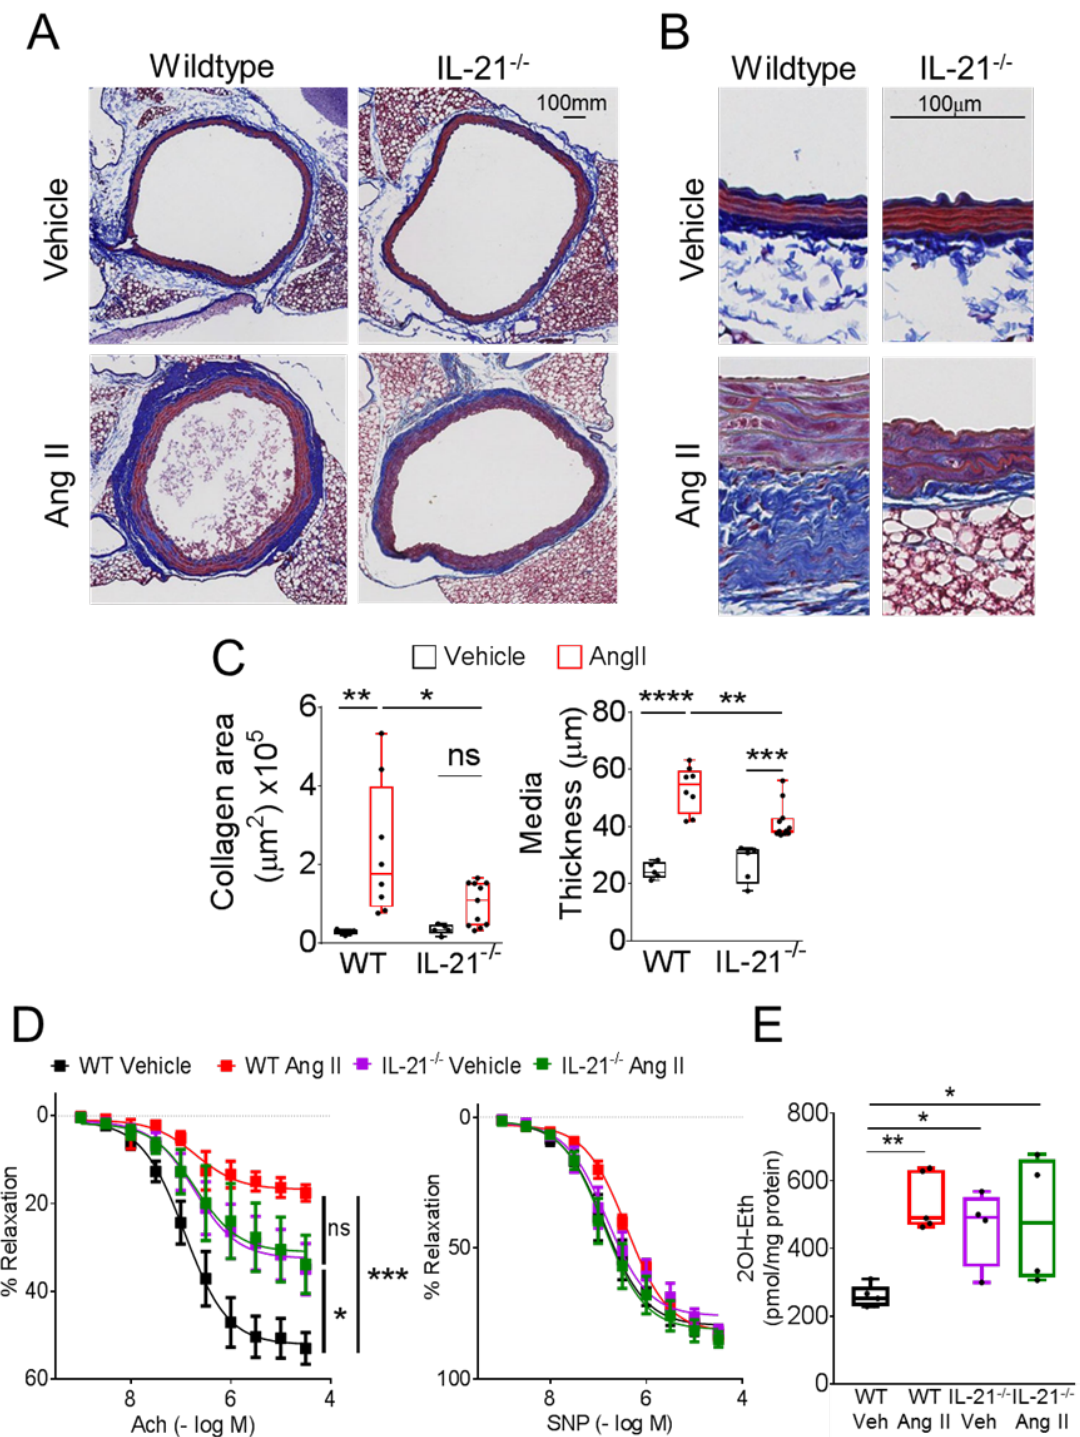 A
Wildtype IL-21-/-
100mm
Vehicle
Ang II
B
Wildtype IL-21-/-
100μm
Vehicle
Ang II
C
Vehicle AngII
Collagen area
(μm2) x105
6
4
2
0
** *
ns
WT IL-21-/-
Media
Thickness (μm)
80
60
40
20
0
**** **
***
WT IL-21-/-
D
WT Vehicle WT Ang II IL-21-/- Vehicle IL-21-/- Ang II
% Relaxation
0
20
40
60
8 6 4
Ach (- log M)
ns
*
***
% Relaxation
0
50
100
8 6 4
SNP (- log M)
E
2OH-Eth
(pmol/mg protein)
800
600
400
200
0
*
*
**
WT WT IL-21-/- IL-21-/-
Veh Ang II Veh Ang II